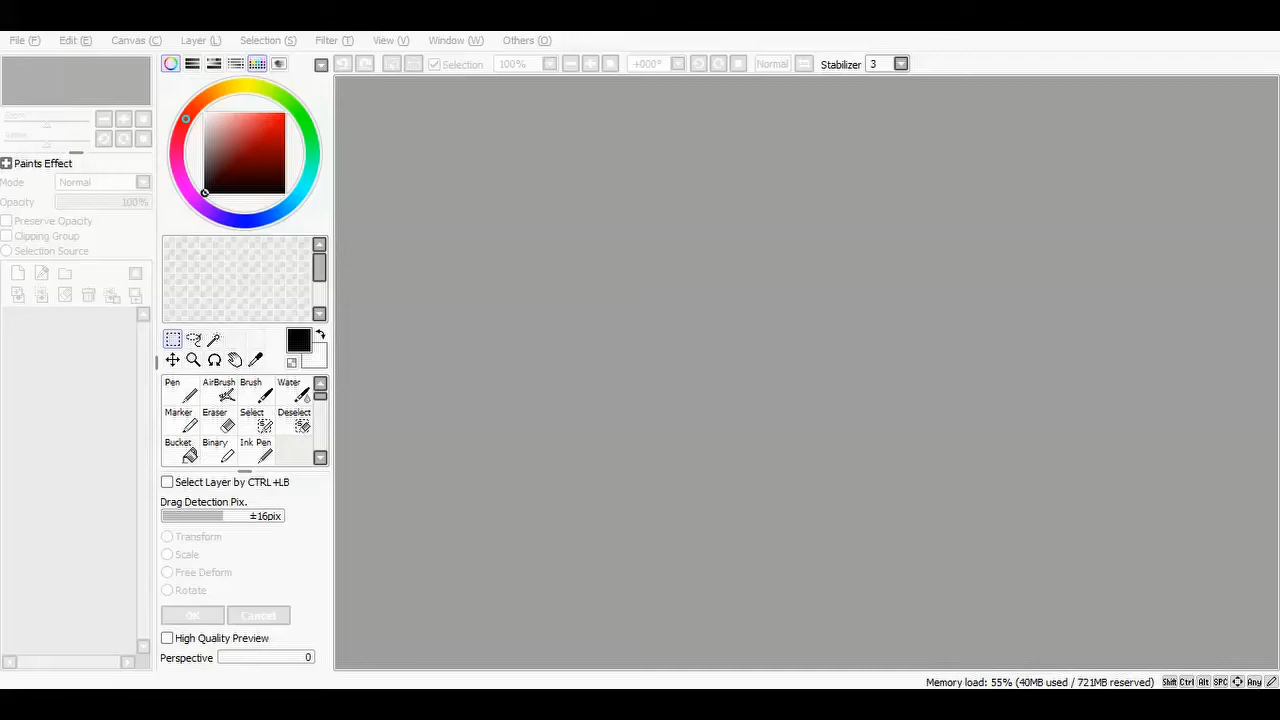 File (F) Edit (E) Canvas (C) Layer (L) Selection (S) Filter (T) View (V) Window (W) Others (O)
Selection 100% +000° Normal Stabilizer 3
Paints Effect
Mode Normal
Opacity 100%
Preserve Opacity
Clipping Group
Selection Source
Pen AirBrush Brush Water
Marker Eraser Select Deselect
Bucket Binary Ink Pen
Select Layer by CTRL+LB
Drag Detection Pix.
±16pix
Transform
Scale
Free Deform
Rotate
OK Cancel
High Quality Preview
Perspective 0
Memory load: 55% (40MB used / 721MB reserved) Shift Ctrl Alt SPC Any